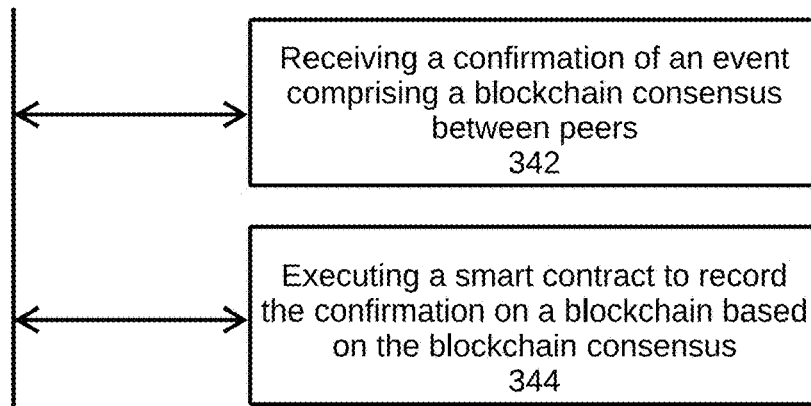 Receiving a confirmation of an event
comprising a blockchain consensus
between peers
342
Executing a smart contract to record
the confirmation on a blockchain based
on the blockchain consensus
344